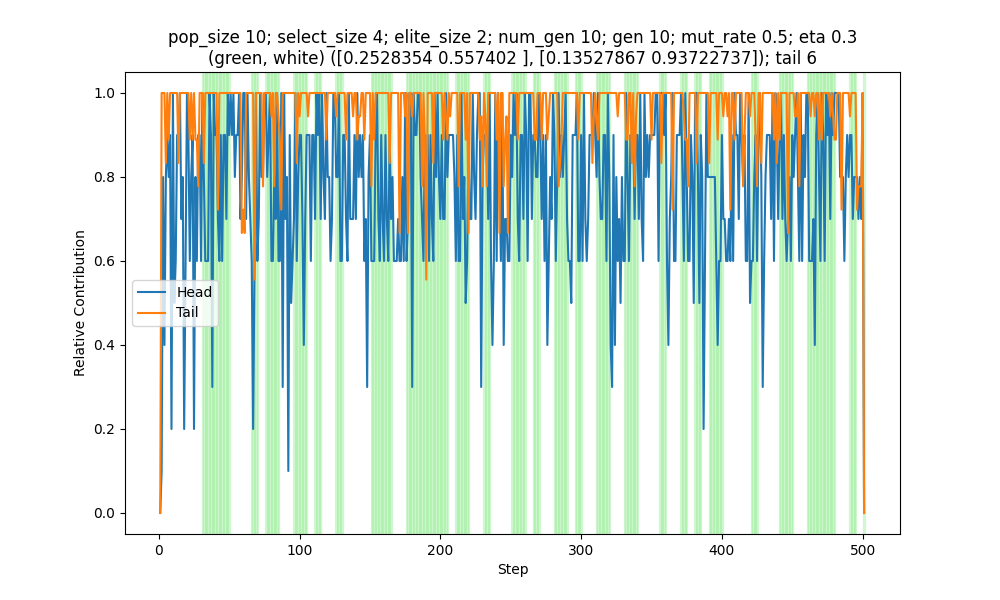 pop_size 10; select_size 4; elite_size 2; num_gen 10; gen 10; mut_rate 0.5; eta 0.3
(green, white) ([0.2528354 0.557402 ], [0.13527867 0.93722737]); tail 6
1.0
0.8
0.6
0.4
0.2
0.0
Relative Contribution
Head
Tail
0
100
200
300
400
500
Step